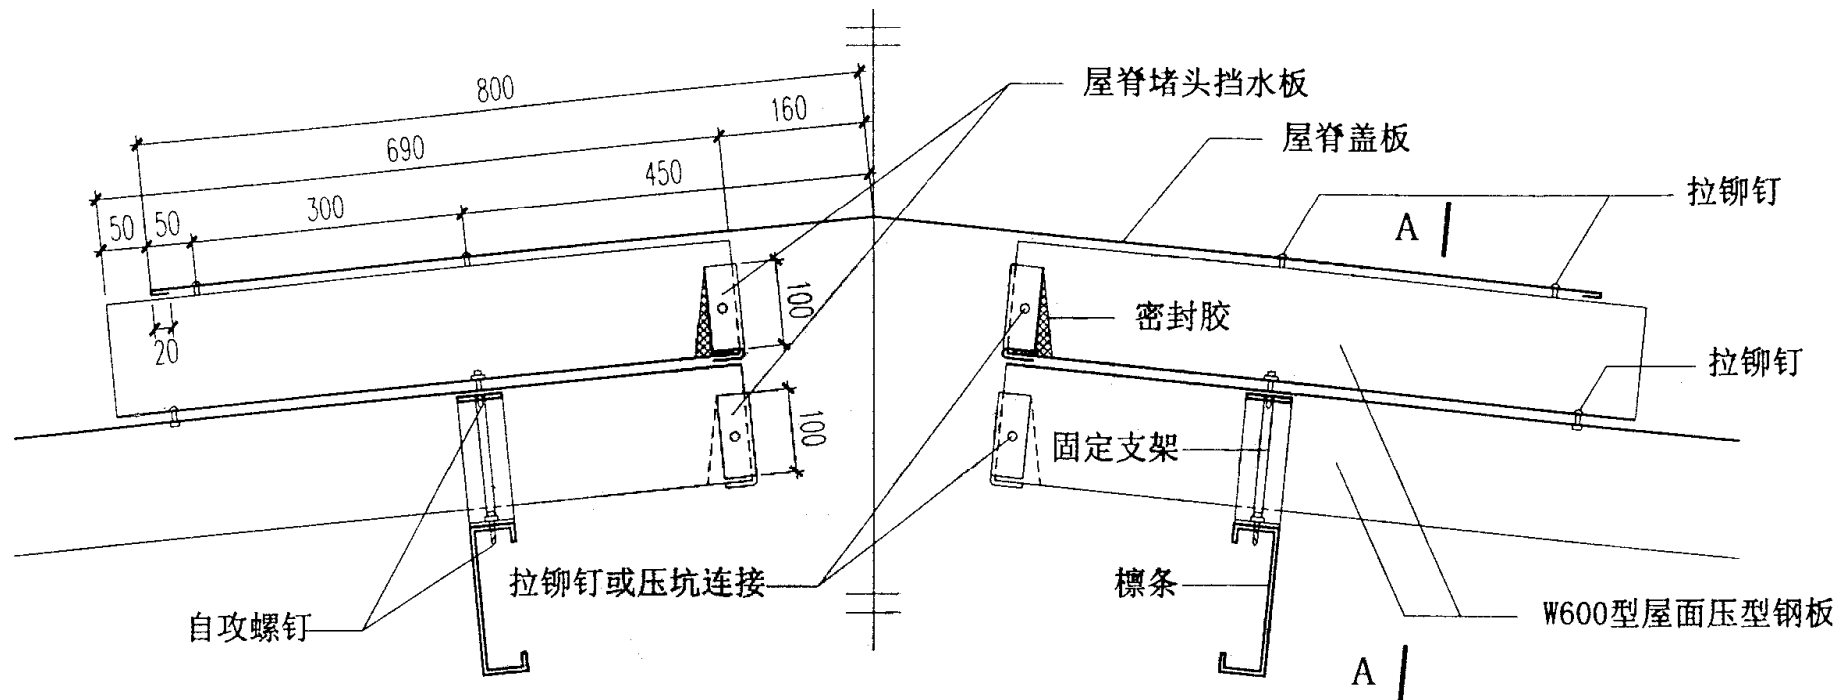 屋脊堵头挡水板
800
160
屋脊盖板
690
450
拉铆钉
300
A
50
50
100
密封胶
20
拉铆钉
100
固定支架
拉铆钉或压坑连接
檩条
自攻螺钉
W600型屋面压型钢板
A